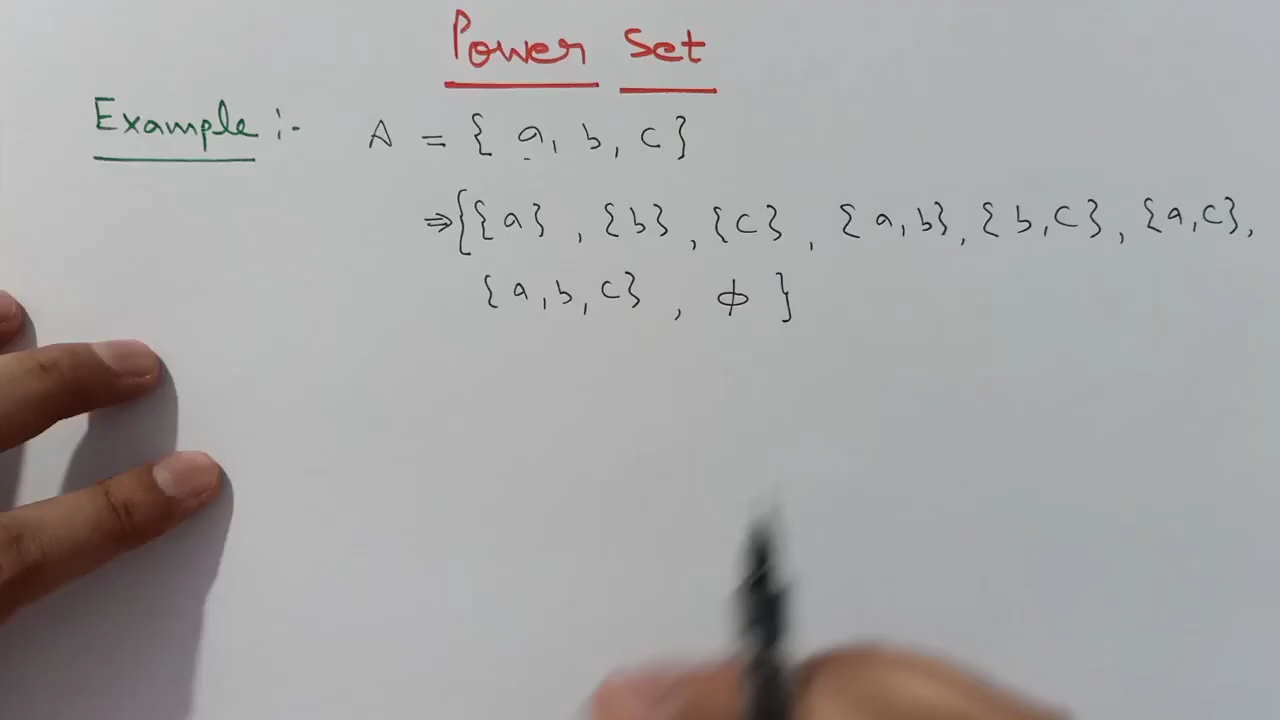 Power Set
Example :- A = { a, b, c }
⇒ { {a} , {b} , {c} , {a,b} , {b,c} , {a,c} ,
{a,b,c} , ϕ }